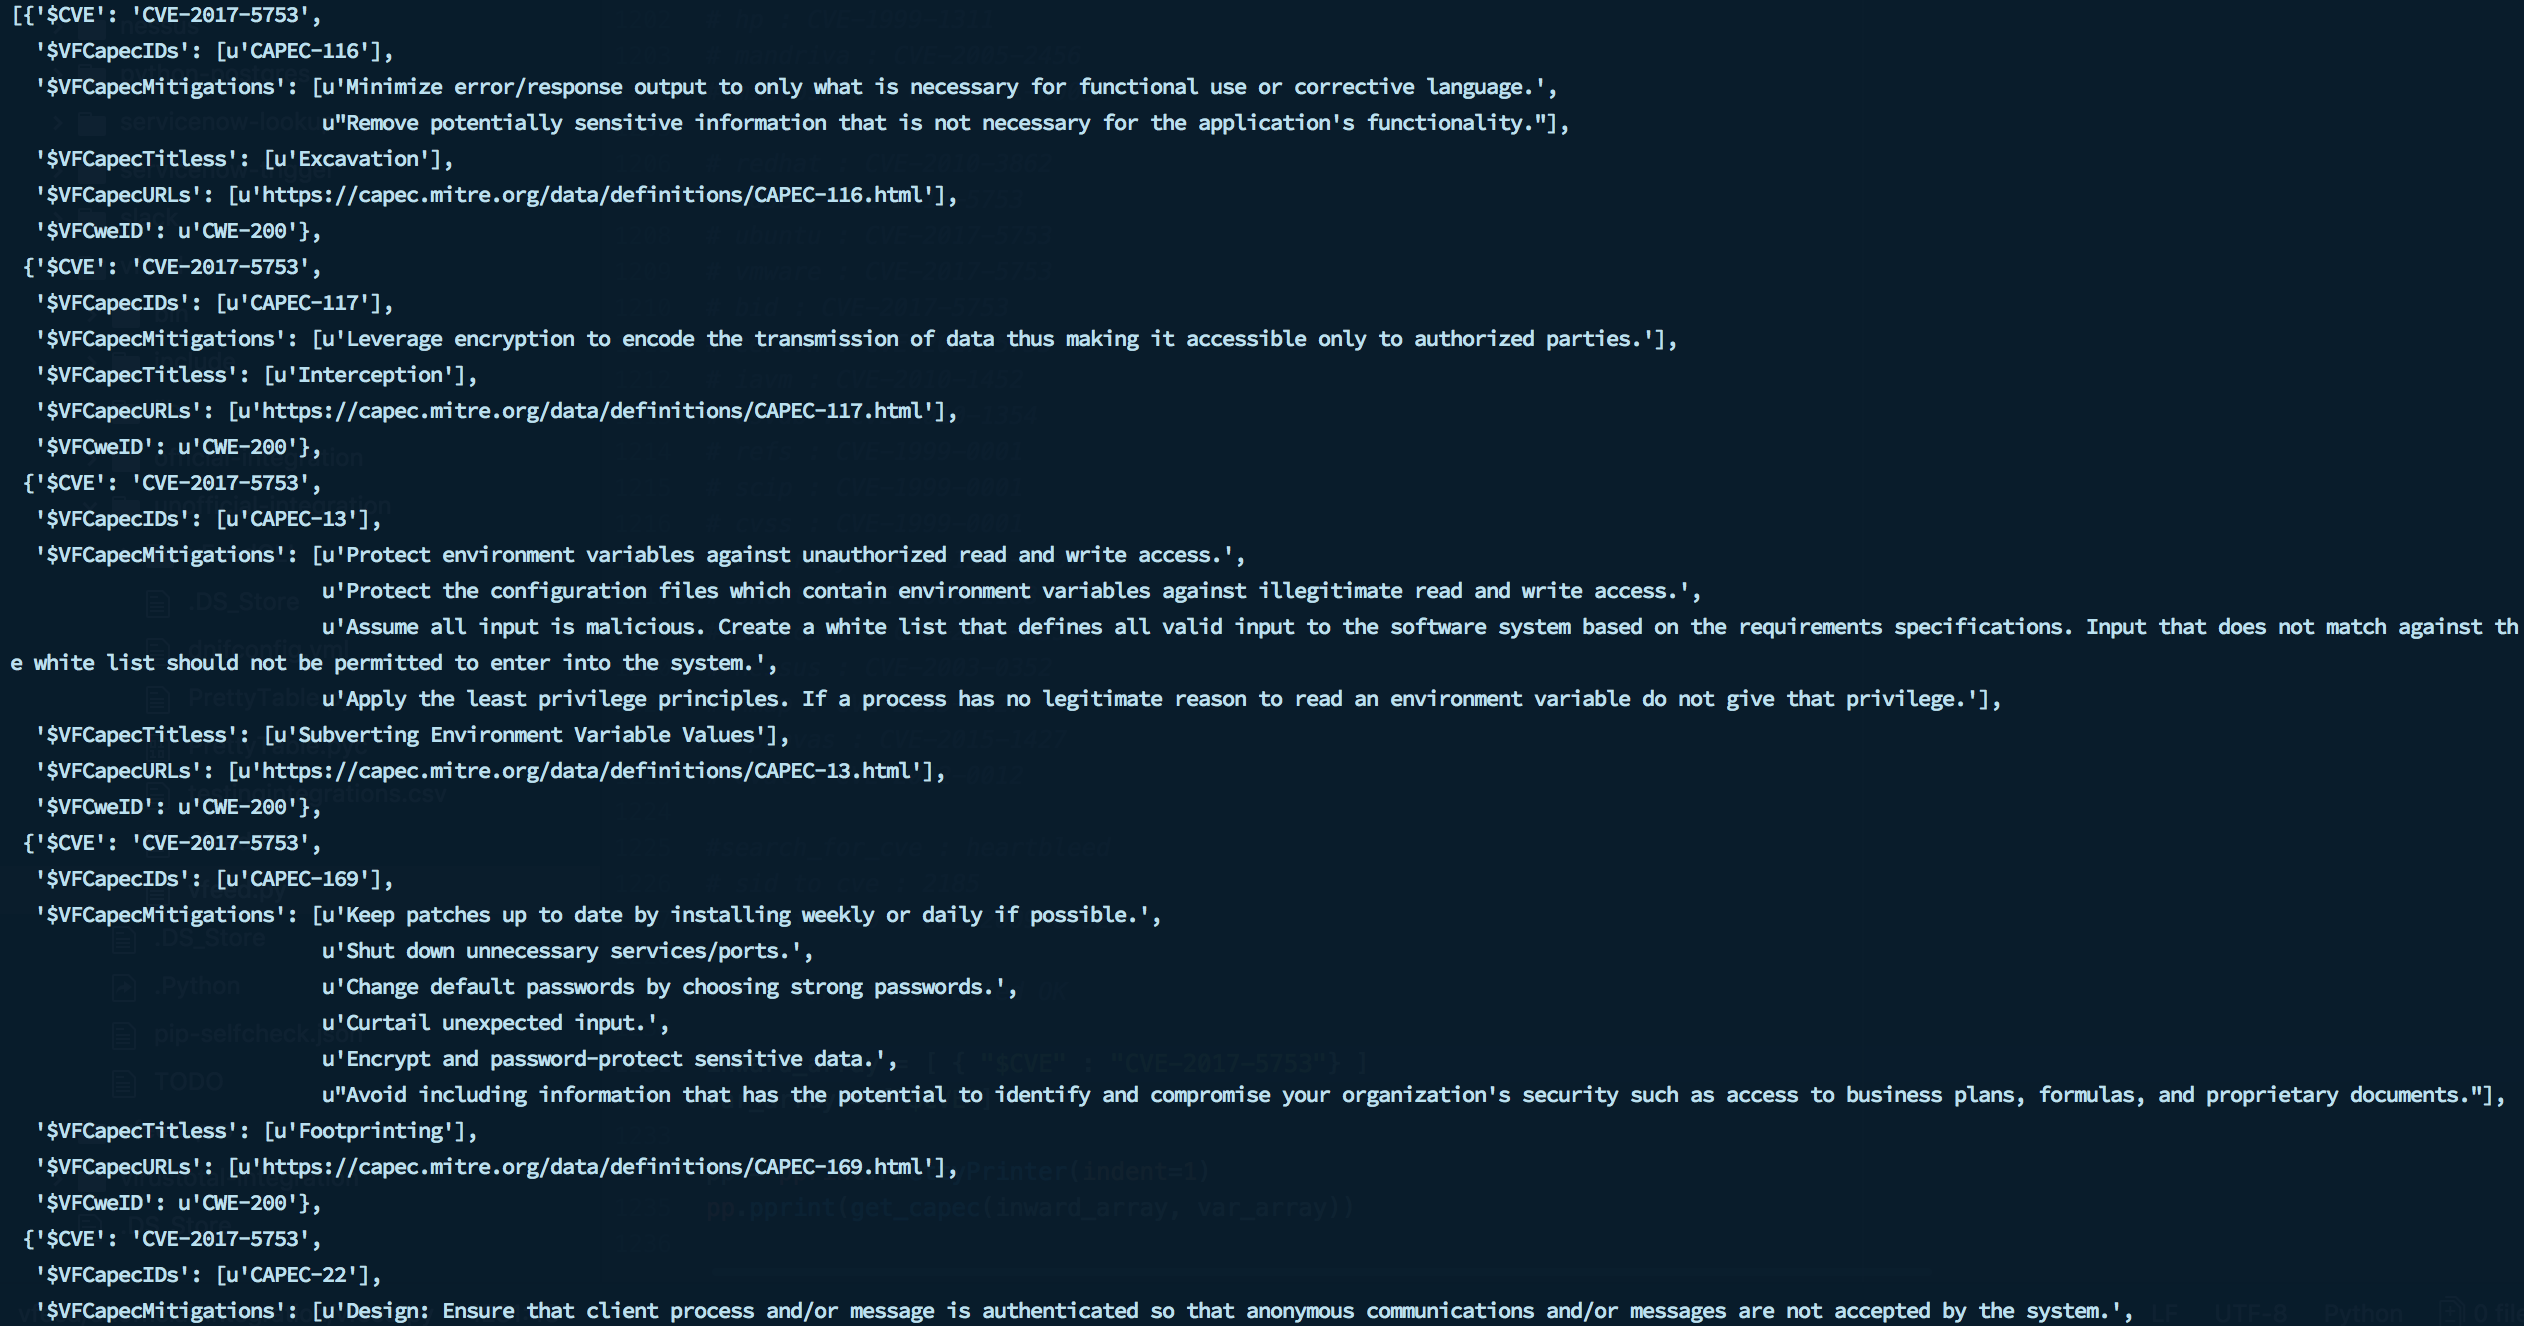 [{'$CVE': 'CVE-2017-5753',
'$VFCapecIDs': [u'CAPEC-116'],
'$VFCapecMitigations': [u'Minimize error/response output to only what is necessary for functional use or corrective language.',
u"Remove potentially sensitive information that is not necessary for the application's functionality."],
'$VFCapecTitless': [u'Excavation'],
'$VFCapecURLs': [u'https://capec.mitre.org/data/definitions/CAPEC-116.html'],
'$VFCweID': u'CWE-200'},
{'$CVE': 'CVE-2017-5753',
'$VFCapecIDs': [u'CAPEC-117'],
'$VFCapecMitigations': [u'Leverage encryption to encode the transmission of data thus making it accessible only to authorized parties.'],
'$VFCapecTitless': [u'Interception'],
'$VFCapecURLs': [u'https://capec.mitre.org/data/definitions/CAPEC-117.html'],
'$VFCweID': u'CWE-200'},
{'$CVE': 'CVE-2017-5753',
'$VFCapecIDs': [u'CAPEC-13'],
'$VFCapecMitigations': [u'Protect environment variables against unauthorized read and write access.',
u'Protect the configuration files which contain environment variables against illegitimate read and write access.',
u'Assume all input is malicious. Create a white list that defines all valid input to the software system based on the requirements specifications. Input that does not match against th
e white list should not be permitted to enter into the system.',
u'Apply the least privilege principles. If a process has no legitimate reason to read an environment variable do not give that privilege.'],
'$VFCapecTitless': [u'Subverting Environment Variable Values'],
'$VFCapecURLs': [u'https://capec.mitre.org/data/definitions/CAPEC-13.html'],
'$VFCweID': u'CWE-200'},
{'$CVE': 'CVE-2017-5753',
'$VFCapecIDs': [u'CAPEC-169'],
'$VFCapecMitigations': [u'Keep patches up to date by installing weekly or daily if possible.',
u'Shut down unnecessary services/ports.',
u'Change default passwords by choosing strong passwords.',
u'Curtail unexpected input.',
u'Encrypt and password-protect sensitive data.',
u"Avoid including information that has the potential to identify and compromise your organization's security such as access to business plans, formulas, and proprietary documents."],
'$VFCapecTitless': [u'Footprinting'],
'$VFCapecURLs': [u'https://capec.mitre.org/data/definitions/CAPEC-169.html'],
'$VFCweID': u'CWE-200'},
{'$CVE': 'CVE-2017-5753',
'$VFCapecIDs': [u'CAPEC-22'],
'$VFCapecMitigations': [u'Design: Ensure that client process and/or message is authenticated so that anonymous communications and/or messages are not accepted by the system.',